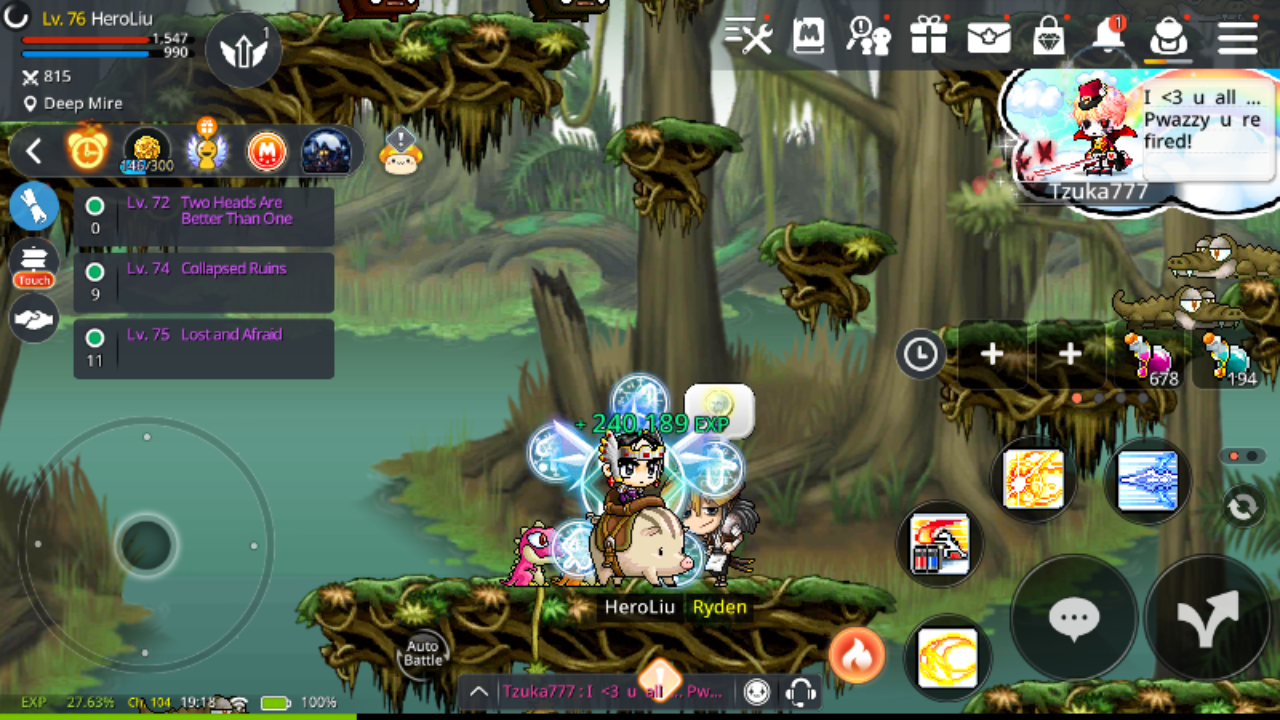 Lv. 76 HeroLiu
1,547
990
815
Deep Mire
1
146/300
Lv. 72 Two Heads Are
Better Than One
0
Lv. 74 Collapsed Ruins
9
Touch
Lv. 75 Lost and Afraid
11
1
I <3 u all ...
Pwazzy u re
fired!
Tzuka777
678
194
+ 240,189 EXP
HeroLiu
Ryden
Auto
Battle
Tzuka777 : I <3 u all ... Pw...
EXP 27.63% Ch. 104 19:18 100%